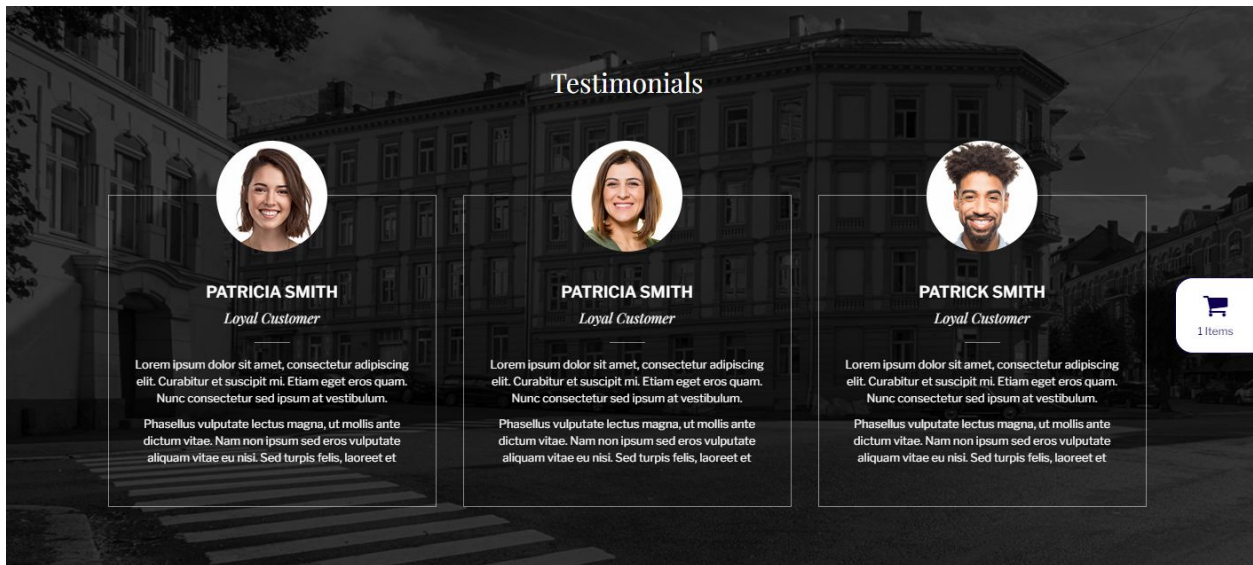 Testimonials
PATRICIA SMITH
Loyal Customer
Lorem ipsum dolor sit amet, consectetur adipiscing
elit. Curabitur et suscipit mi. Etiam eget eros quam.
Nunc consectetur sed ipsum at vestibulum.
Phasellus vulputate lectus magna, ut mollis ante
dictum vitae. Nam non ipsum sed eros vulputate
aliquam vitae eu nisi. Sed turpis felis, laoreet et
PATRICIA SMITH
Loyal Customer
Lorem ipsum dolor sit amet, consectetur adipiscing
elit. Curabitur et suscipit mi. Etiam eget eros quam.
Nunc consectetur sed ipsum at vestibulum.
Phasellus vulputate lectus magna, ut mollis ante
dictum vitae. Nam non ipsum sed eros vulputate
aliquam vitae eu nisi. Sed turpis felis, laoreet et
PATRICK SMITH
Loyal Customer
Lorem ipsum dolor sit amet, consectetur adipiscing
elit. Curabitur et suscipit mi. Etiam eget eros quam.
Nunc consectetur sed ipsum at vestibulum.
Phasellus vulputate lectus magna, ut mollis ante
dictum vitae. Nam non ipsum sed eros vulputate
aliquam vitae eu nisi. Sed turpis felis, laoreet et
1 Items